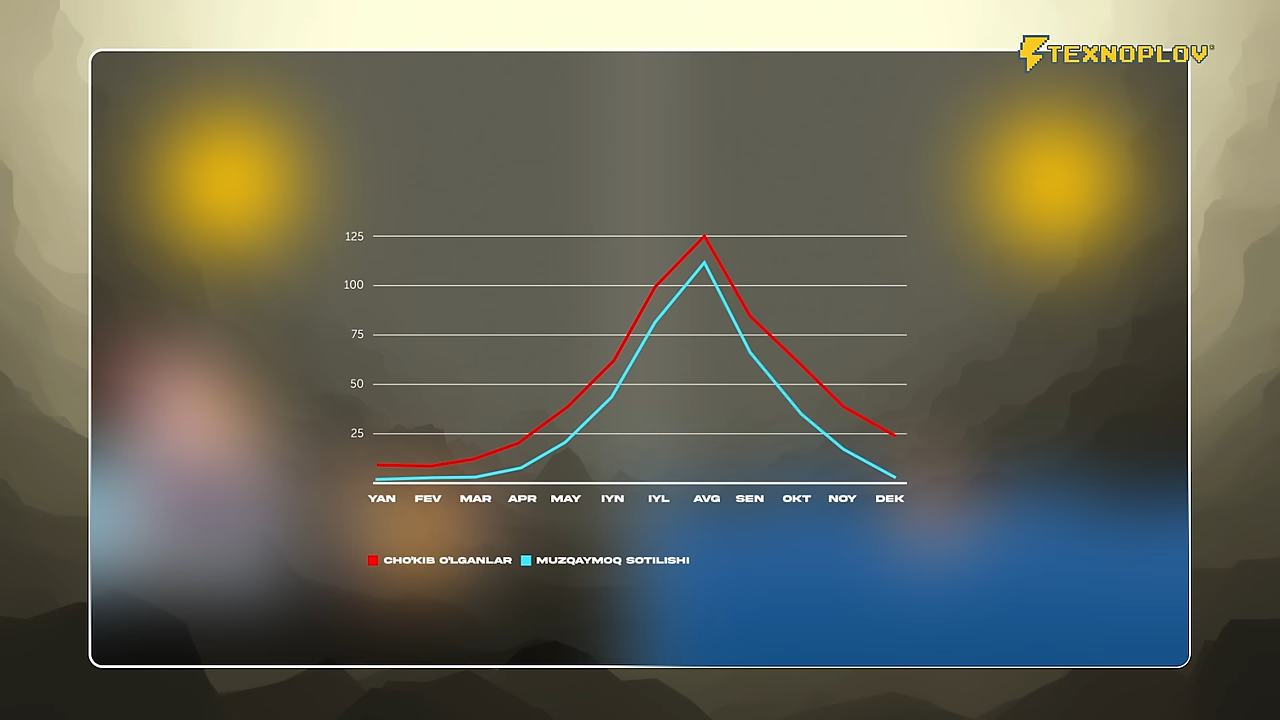 TEXNOPLOV
125
100
75
50
25
YAN FEV MAR APR MAY IYN IYL AVG SEN OKT NOY DEK
CHO'KIB O'LGANLAR MUZQAYMOQ SOTILISHI